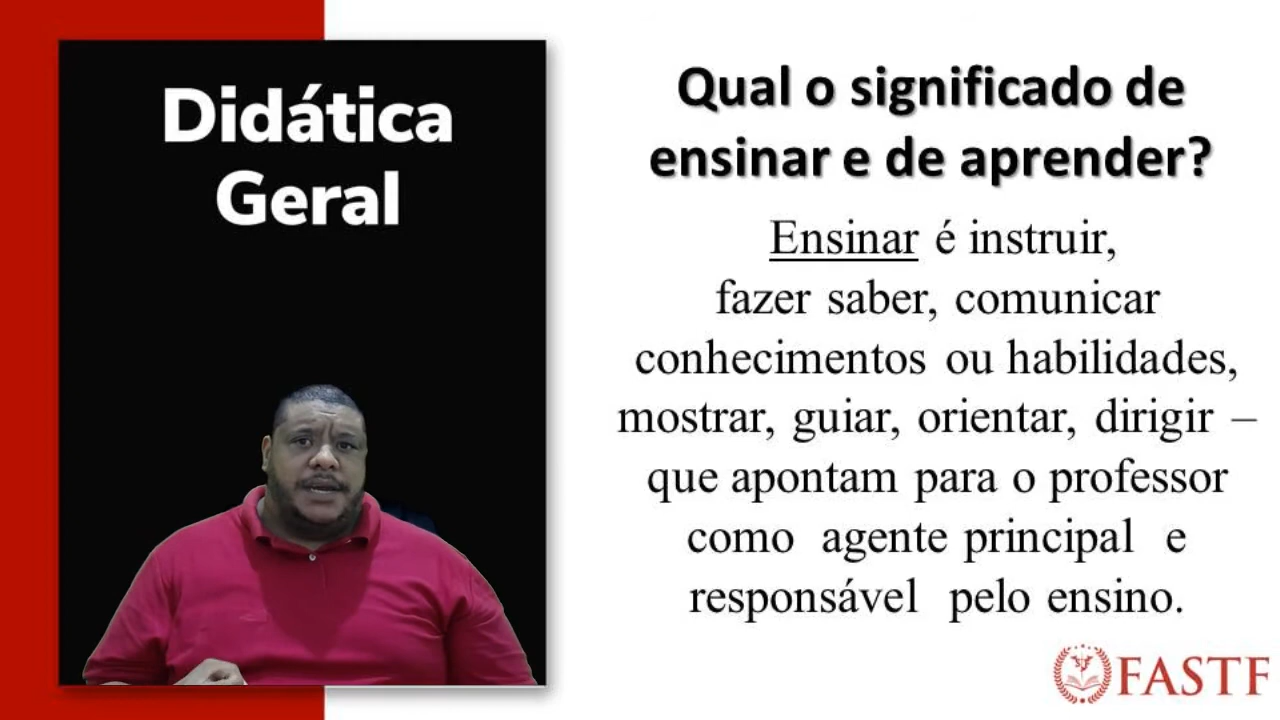 Didática
Geral
Qual o significado de
ensinar e de aprender?
Ensinar é instruir,
fazer saber, comunicar
conhecimentos ou habilidades,
mostrar, guiar, orientar, dirigir –
que apontam para o professor
como agente principal e
responsável pelo ensino.
FASTF